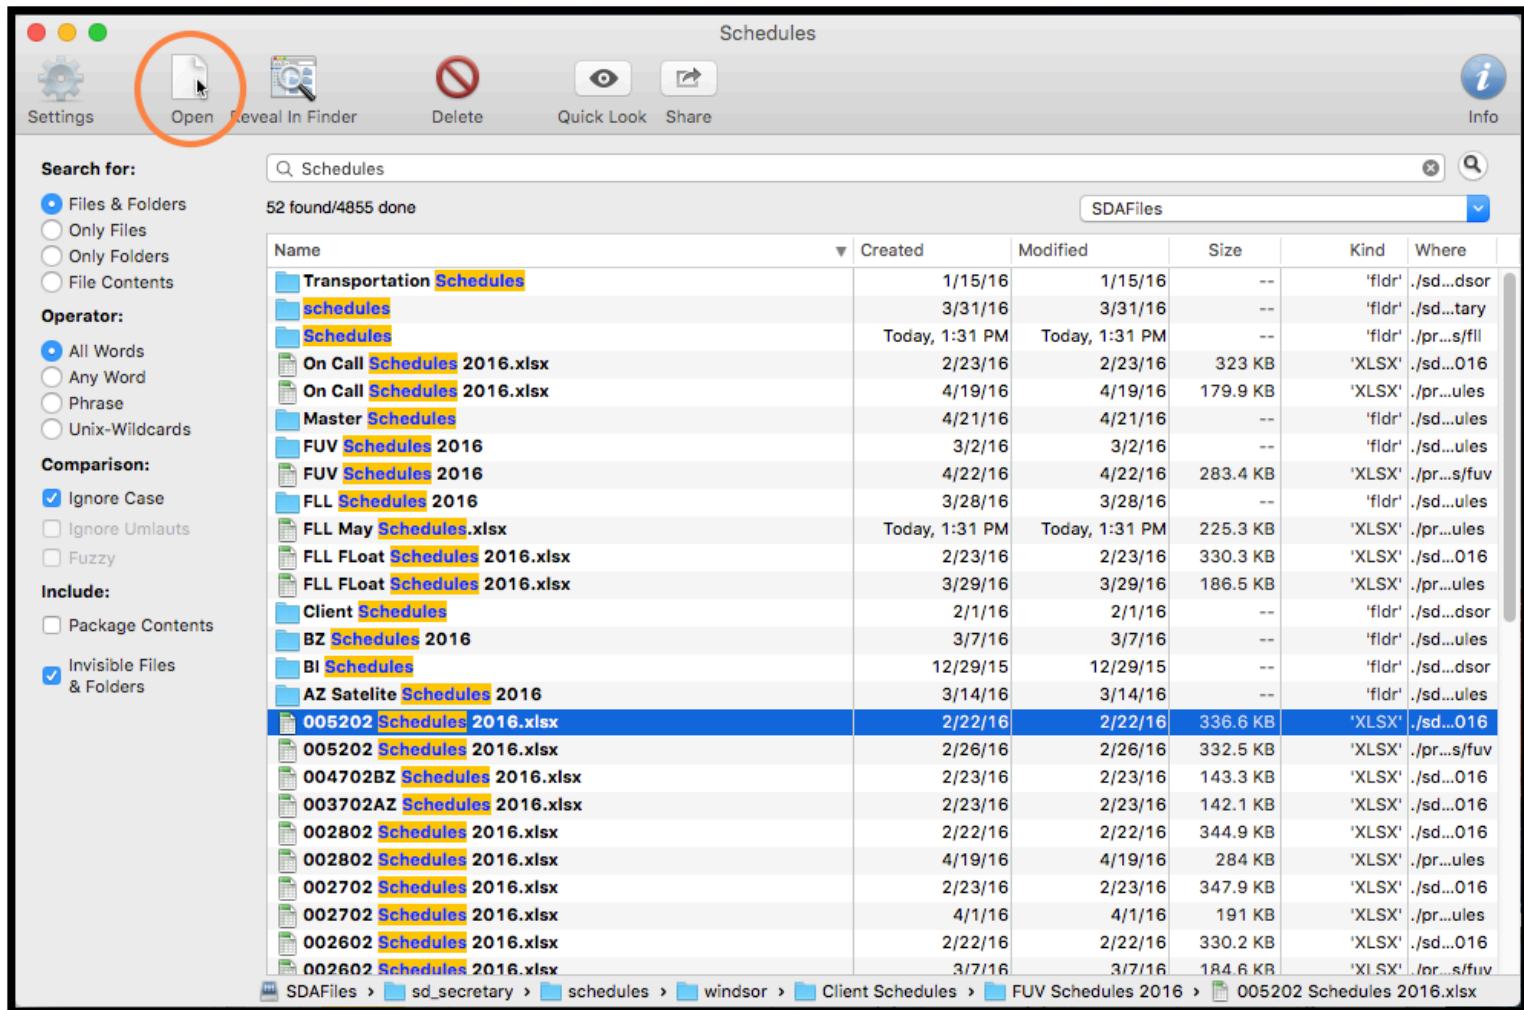 Schedules
Settings Open Reveal In Finder Delete Quick Look Share Info
Search for:
Schedules
Files & Folders
52 found/4855 done
SDAFiles
Only Files
Only Folders
File Contents
Operator:
All Words
Any Word
Phrase
Unix-Wildcards
Comparison:
Ignore Case
Ignore Umlauts
Fuzzy
Include:
Package Contents
Invisible Files
& Folders
Name Created Modified Size Kind Where
Transportation Schedules 1/15/16 1/15/16 -- 'fldr' ./sd...dsor
schedules 3/31/16 3/31/16 -- 'fldr' ./sd...tary
Schedules Today, 1:31 PM Today, 1:31 PM -- 'fldr' ./pr...s/fll
On Call Schedules 2016.xlsx 2/23/16 2/23/16 323 KB 'XLSX' ./sd...016
On Call Schedules 2016.xlsx 4/19/16 4/19/16 179.9 KB 'XLSX' ./pr...ules
Master Schedules 4/21/16 4/21/16 -- 'fldr' ./sd...ules
FUV Schedules 2016 3/2/16 3/2/16 -- 'fldr' ./sd...ules
FUV Schedules 2016 4/22/16 4/22/16 283.4 KB 'XLSX' ./pr...s/fuv
FLL Schedules 2016 3/28/16 3/28/16 -- 'fldr' ./sd...ules
FLL May Schedules.xlsx Today, 1:31 PM Today, 1:31 PM 225.3 KB 'XLSX' ./pr...ules
FLL FLoat Schedules 2016.xlsx 2/23/16 2/23/16 330.3 KB 'XLSX' ./sd...016
FLL FLoat Schedules 2016.xlsx 3/29/16 3/29/16 186.5 KB 'XLSX' ./pr...ules
Client Schedules 2/1/16 2/1/16 -- 'fldr' ./sd...dsor
BZ Schedules 2016 3/7/16 3/7/16 -- 'fldr' ./sd...ules
BI Schedules 12/29/15 12/29/15 -- 'fldr' ./sd...dsor
AZ Satelite Schedules 2016 3/14/16 3/14/16 -- 'fldr' ./sd...ules
005202 Schedules 2016.xlsx 2/22/16 2/22/16 336.6 KB 'XLSX' ./sd...016
005202 Schedules 2016.xlsx 2/26/16 2/26/16 332.5 KB 'XLSX' ./pr...s/fuv
004702BZ Schedules 2016.xlsx 2/23/16 2/23/16 143.3 KB 'XLSX' ./sd...016
003702AZ Schedules 2016.xlsx 2/23/16 2/23/16 142.1 KB 'XLSX' ./sd...016
002802 Schedules 2016.xlsx 2/22/16 2/22/16 344.9 KB 'XLSX' ./sd...016
002802 Schedules 2016.xlsx 4/19/16 4/19/16 284 KB 'XLSX' ./pr...ules
002702 Schedules 2016.xlsx 2/23/16 2/23/16 347.9 KB 'XLSX' ./sd...016
002702 Schedules 2016.xlsx 4/1/16 4/1/16 191 KB 'XLSX' ./pr...ules
002602 Schedules 2016.xlsx 2/22/16 2/22/16 330.2 KB 'XLSX' ./sd...016
002602 Schedules 2016.xlsx 3/7/16 3/7/16 184.6 KB 'XLSX' ./pr...s/fuv
SDAFiles › sd_secretary › schedules › windsor › Client Schedules › FUV Schedules 2016 › 005202 Schedules 2016.xlsx